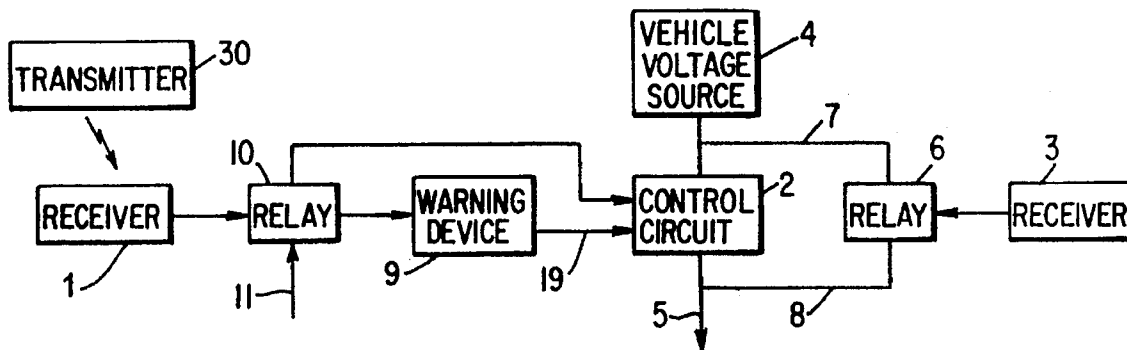 30
TRANSMITTER
VEHICLE
VOLTAGE
SOURCE
4
7
10
6
3
2
RECEIVER
RELAY
WARNING
DEVICE
CONTROL
CIRCUIT
RELAY
RECEIVER
1
11
9
19
5
8